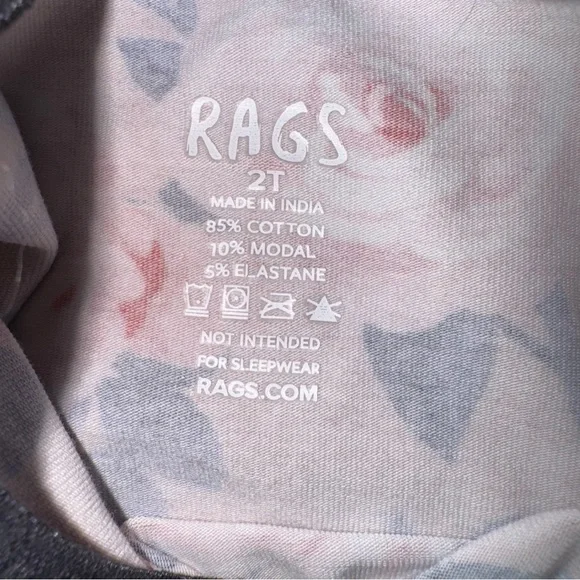 RAGS
2T
MADE IN INDIA
85% COTTON
10% MODAL
5% ELASTANE
NOT INTENDED
FOR SLEEPWEAR
RAGS.COM